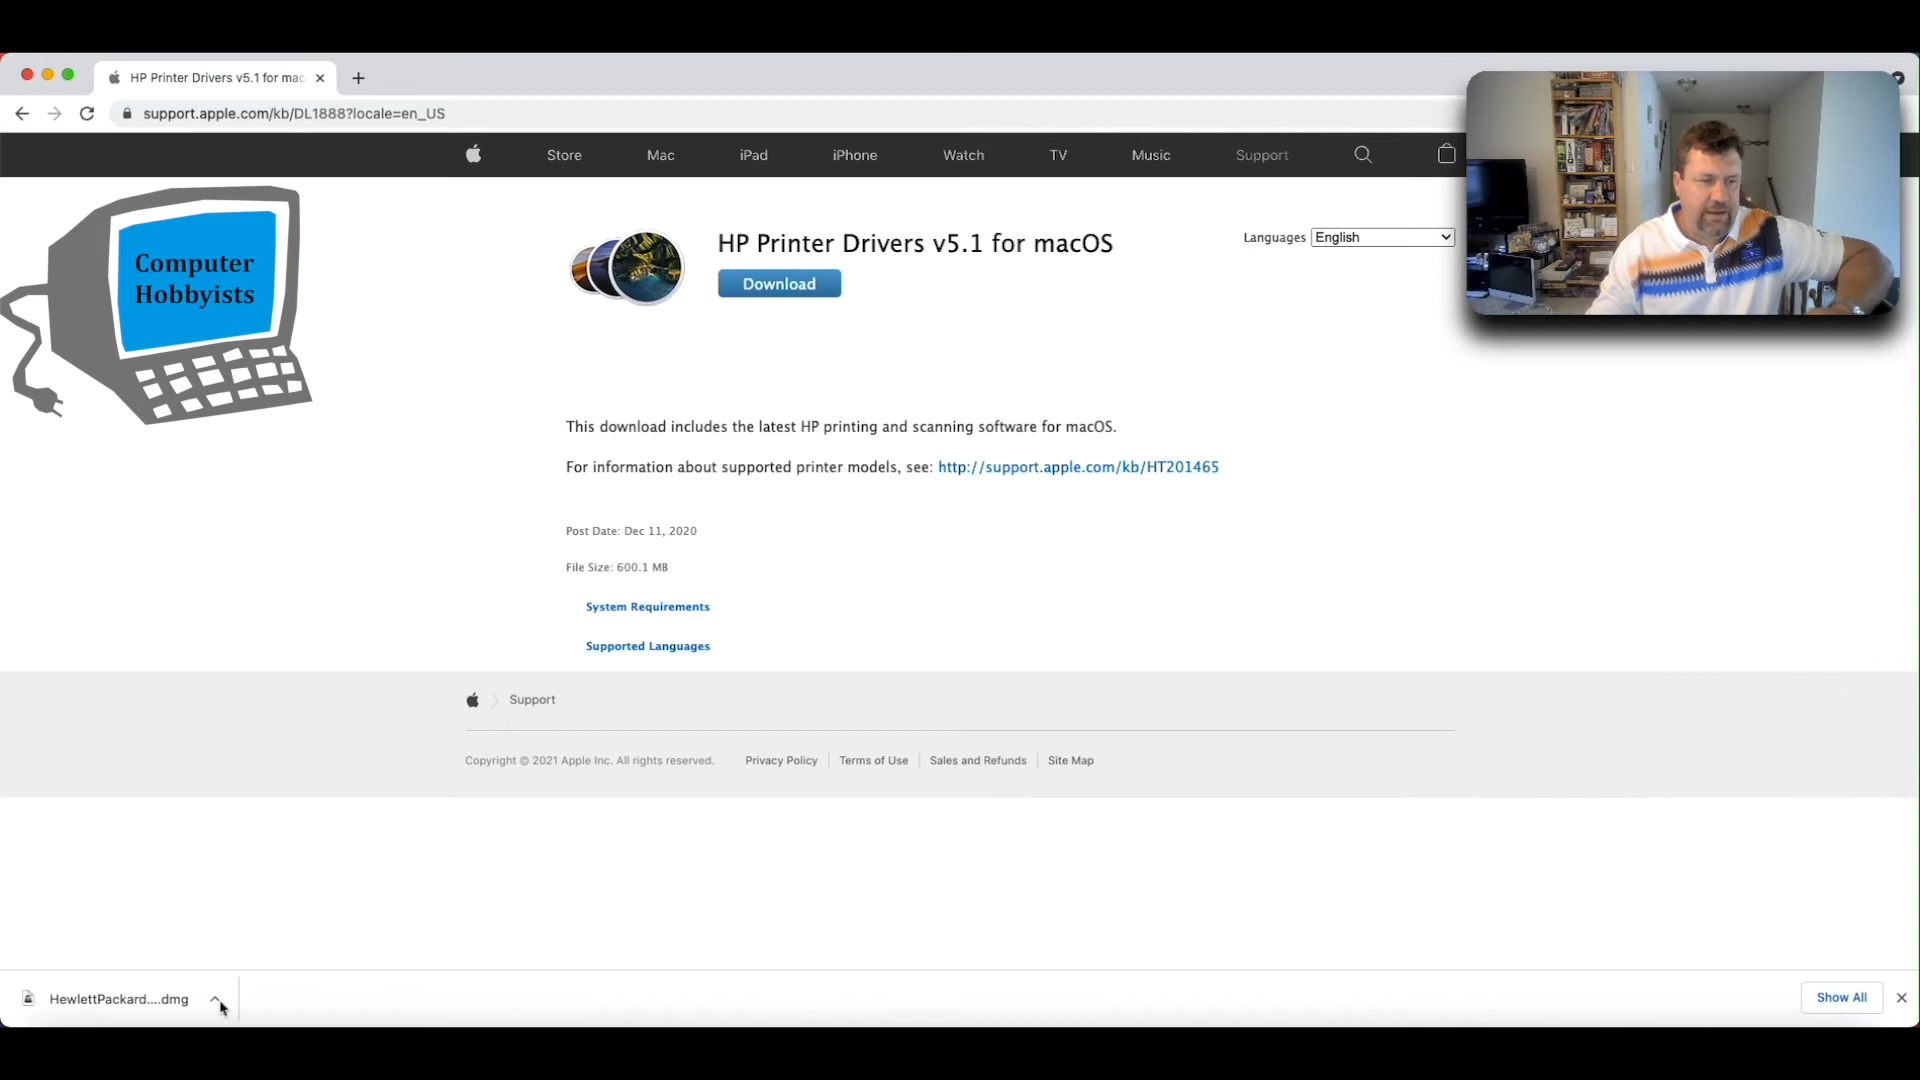 HP Printer Drivers v5.1 for mac
support.apple.com/kb/DL1888?locale=en_US
Store Mac iPad iPhone Watch TV Music Support
Computer
Hobbyists
HP Printer Drivers v5.1 for macOS
Languages English
Download
This download includes the latest HP printing and scanning software for macOS.
For information about supported printer models, see: http://support.apple.com/kb/HT201465
Post Date: Dec 11, 2020
File Size: 600.1 MB
System Requirements
Supported Languages
Support
Copyright © 2021 Apple Inc. All rights reserved. Privacy Policy Terms of Use Sales and Refunds Site Map
HewlettPackard....dmg
Show All